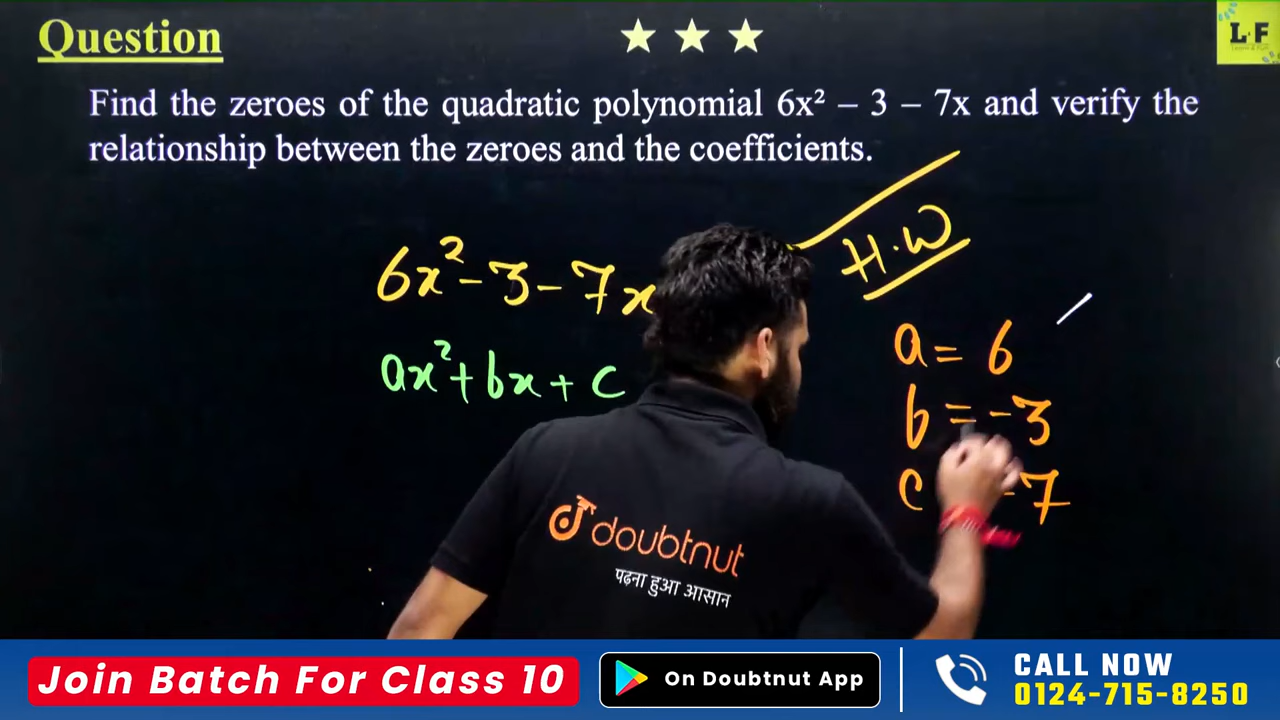 Question
L·F
Find the zeroes of the quadratic polynomial 6x² – 3 – 7x and verify the
relationship between the zeroes and the coefficients.
H.W
6x² - 3 - 7x
ax² + bx + c
a = 6
b = -3
c -7
doubtnut
पढ़ना हुआ आसान
Join Batch For Class 10
On Doubtnut App
CALL NOW
0124-715-8250